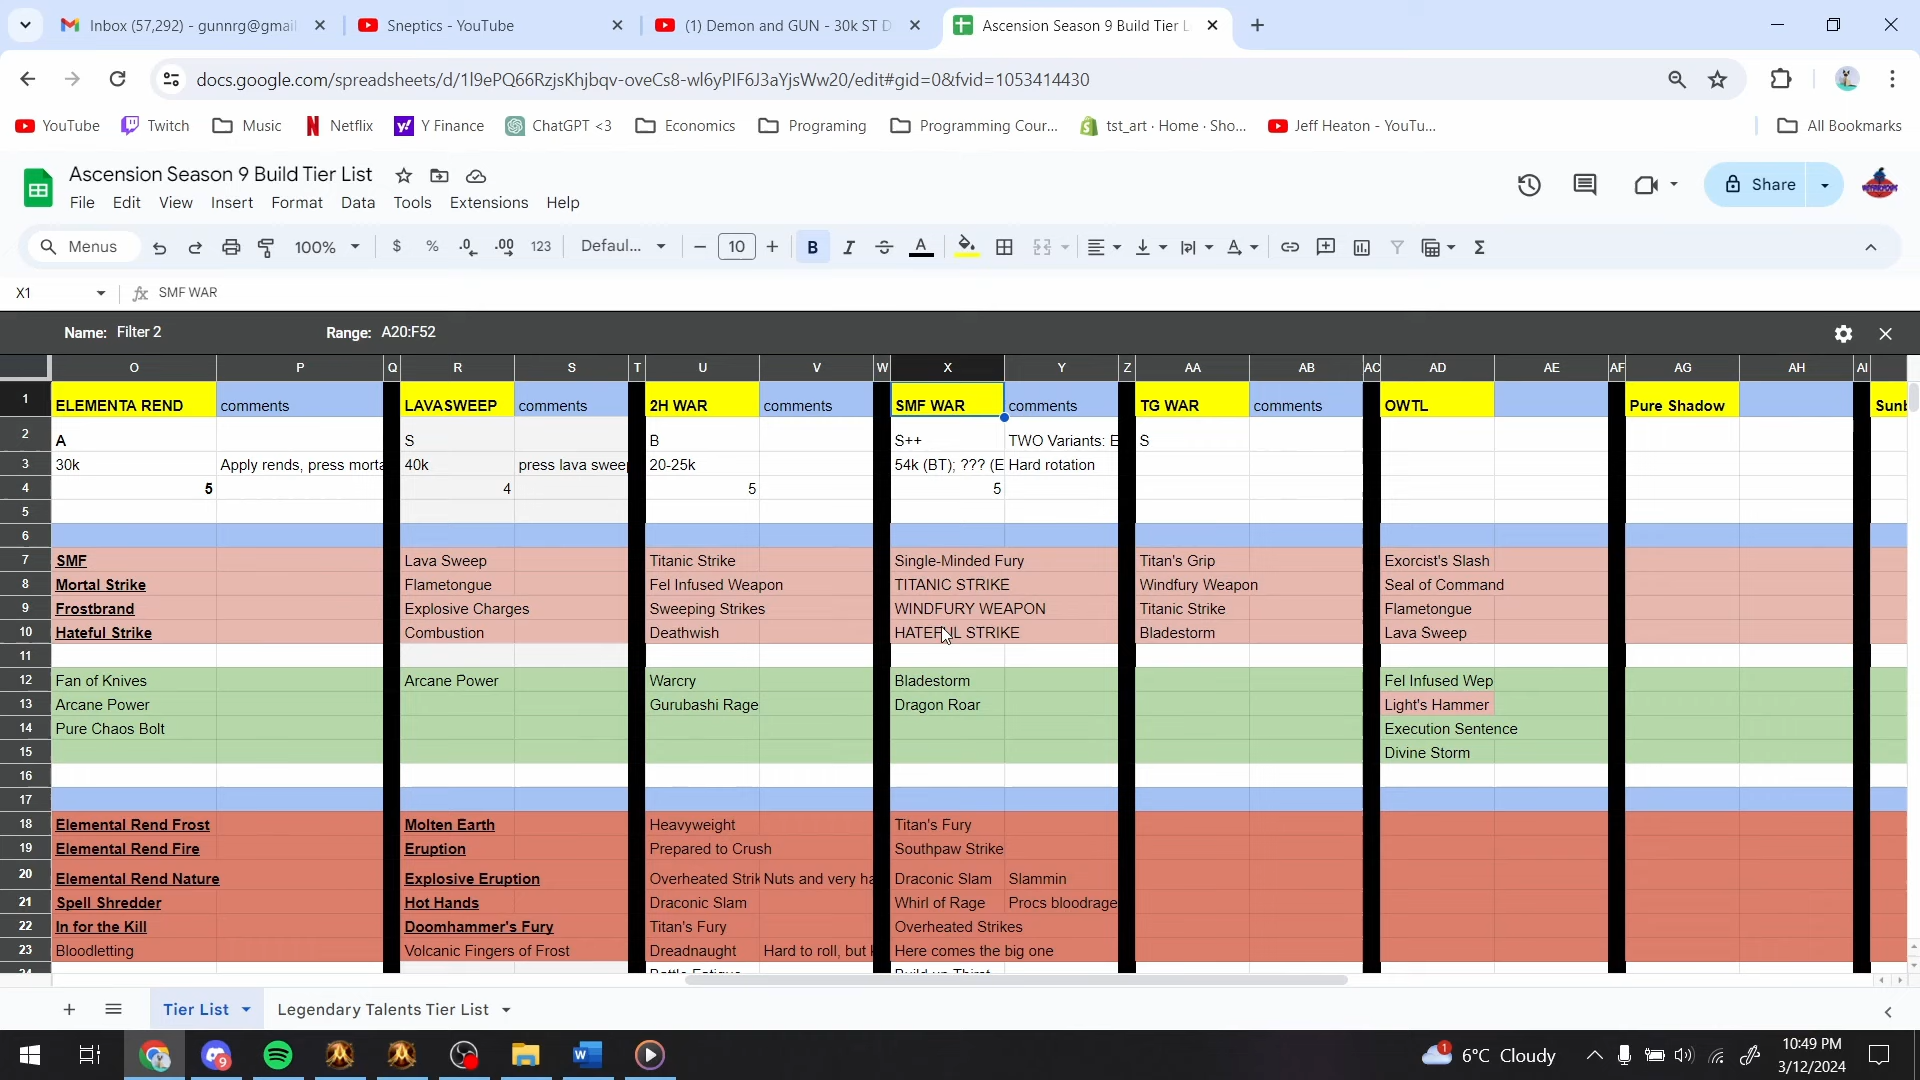 Inbox (57,292) - gunnrg@gmai
Sneptics - YouTube
(1) Demon and GUN - 30k ST D
Ascension Season 9 Build Tier L
docs.google.com/spreadsheets/d/1l9ePQ66RzjsKhjbqv-oveCs8-wl6yPIF6J3aYjsWw20/edit#gid=0&fvid=1053414430
YouTube Twitch Music Netflix Y Finance ChatGPT <3 Economics Programing Programming Cour... tst_art · Home · Sho... Jeff Heaton - YouTu... All Bookmarks
Ascension Season 9 Build Tier List
File Edit View Insert Format Data Tools Extensions Help
Share
Menus 100% $ % .0 .00 123 Defaul... 10 B I S A
X1 fx SMF WAR
Name: Filter 2 Range: A20:F52
O P Q R S T U V W X Y Z AA AB AC AD AE AF AG AH AI
1 ELEMENTA REND comments LAVASWEEP comments 2H WAR comments SMF WAR comments TG WAR comments OWTL Pure Shadow Sunb
2 A S B S++ TWO Variants: E S
3 30k Apply rends, press morta 40k press lava sweep 20-25k 54k (BT); ??? (E Hard rotation
4 5 4 5 5
5
6
7 SMF Lava Sweep Titanic Strike Single-Minded Fury Titan's Grip Exorcist's Slash
8 Mortal Strike Flametongue Fel Infused Weapon TITANIC STRIKE Windfury Weapon Seal of Command
9 Frostbrand Explosive Charges Sweeping Strikes WINDFURY WEAPON Titanic Strike Flametongue
10 Hateful Strike Combustion Deathwish HATEFUL STRIKE Bladestorm Lava Sweep
11
12 Fan of Knives Arcane Power Warcry Bladestorm Fel Infused Wep
13 Arcane Power Gurubashi Rage Dragon Roar Light's Hammer
14 Pure Chaos Bolt Execution Sentence
15 Divine Storm
16
17
18 Elemental Rend Frost Molten Earth Heavyweight Titan's Fury
19 Elemental Rend Fire Eruption Prepared to Crush Southpaw Strike
20 Elemental Rend Nature Explosive Eruption Overheated Strik Nuts and very ha Draconic Slam Slammin
21 Spell Shredder Hot Hands Draconic Slam Whirl of Rage Procs bloodrage
22 In for the Kill Doomhammer's Fury Titan's Fury Overheated Strikes
23 Bloodletting Volcanic Fingers of Frost Dreadnaught Hard to roll, but Here comes the big one
Tier List Legendary Talents Tier List
6°C Cloudy
10:49 PM
3/12/2024